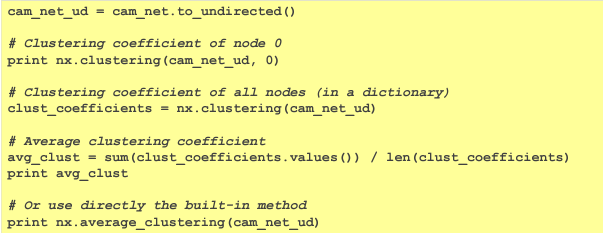 cam_net_ud = cam_net.to_undirected()
# Clustering coefficient of node 0
print nx.clustering(cam_net_ud, 0)
# Clustering coefficient of all nodes (in a dictionary)
clust_coefficients = nx.clustering(cam_net_ud)
# Average clustering coefficient
avg_clust = sum(clust_coefficients.values()) / len(clust_coefficients)
print avg_clust
# Or use directly the built-in method
print nx.average_clustering(cam_net_ud)